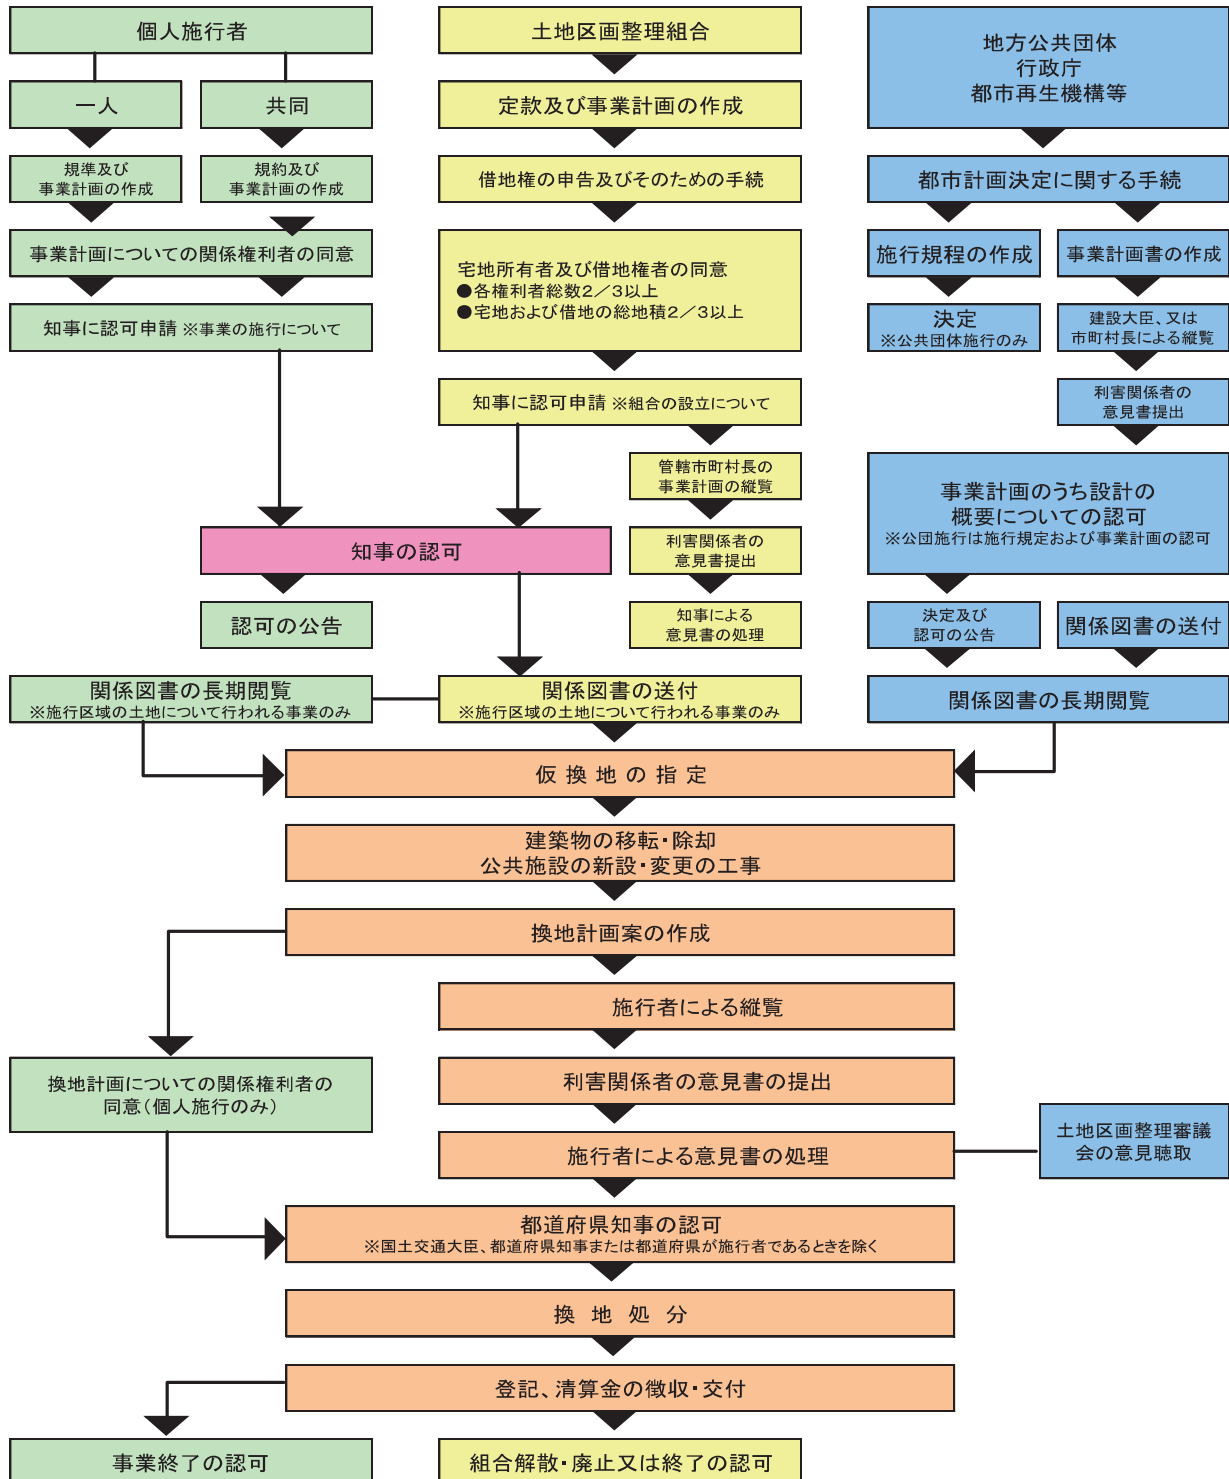 個人施行者
一人
共同
規準及び
事業計画の作成
規約及び
事業計画の作成
事業計画についての関係権利者の同意
知事に認可申請 ※事業の施行について
土地区画整理組合
定款及び事業計画の作成
借地権の申告及びそのための手続
宅地所有者及び借地権者の同意
●各権利者総数2／3以上
●宅地および借地の総地積2／3以上
知事に認可申請 ※組合の設立について
管轄市町村長の
事業計画の縦覧
利害関係者の
意見書提出
知事による
意見書の処理
地方公共団体
行政庁
都市再生機構等
都市計画決定に関する手続
施行規程の作成
事業計画書の作成
決定
※公共団体施行のみ
建設大臣、又は
市町村長による縦覧
利害関係者の
意見書提出
事業計画のうち設計の
概要についての認可
※公団施行は施行規定および事業計画の認可
決定及び
認可の公告
関係図書の送付
関係図書の長期閲覧
知事の認可
認可の公告
関係図書の長期閲覧
※施行区域の土地について行われる事業のみ
関係図書の送付
※施行区域の土地について行われる事業のみ
仮換地の指定
建築物の移転・除却
公共施設の新設・変更の工事
換地計画案の作成
施行者による縦覧
換地計画についての関係権利者の
同意（個人施行のみ）
利害関係者の意見書の提出
施行者による意見書の処理
土地区画整理審議
会の意見聴取
都道府県知事の認可
※国土交通大臣、都道府県知事または都道府県が施行者であるときを除く
換地処分
登記、清算金の徴収・交付
事業終了の認可
組合解散・廃止又は終了の認可